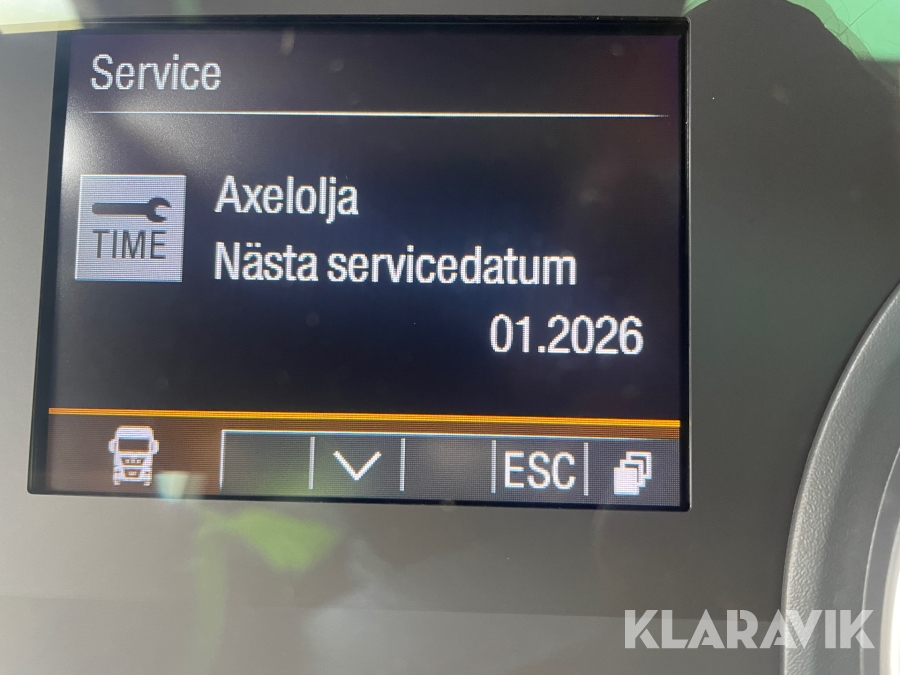 Service
TIME
Axelolja
Nästa servicedatum
01.2026
ESC
KLARAVIK